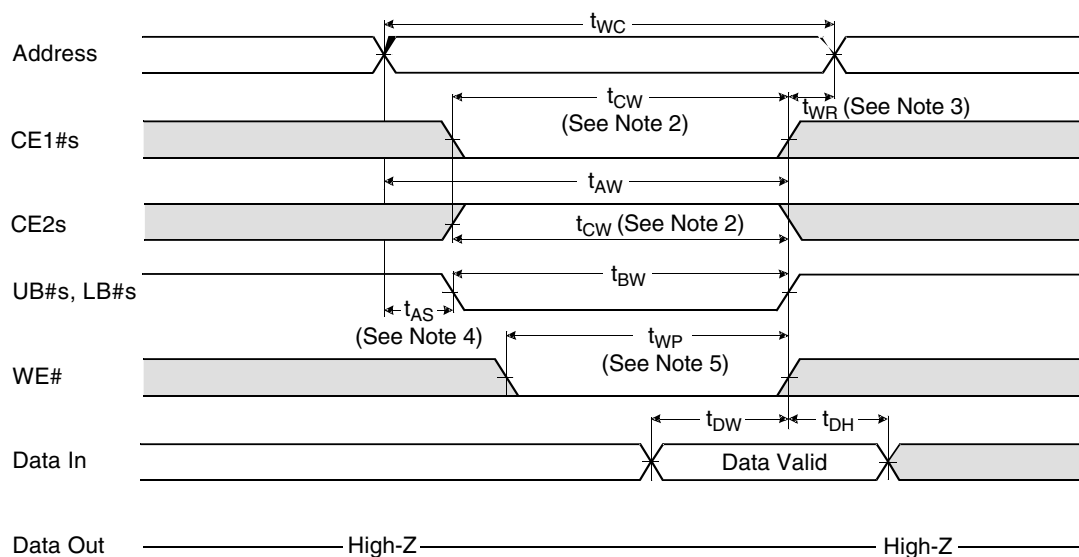 tWC
Address
tCW
(See Note 2)
tWR (See Note 3)
CE1#s
tAW
CE2s
tCW (See Note 2)
UB#s, LB#s
tBW
tAS
(See Note 4)
tWP
(See Note 5)
WE#
tDW
tDH
Data In
Data Valid
Data Out
High-Z
High-Z